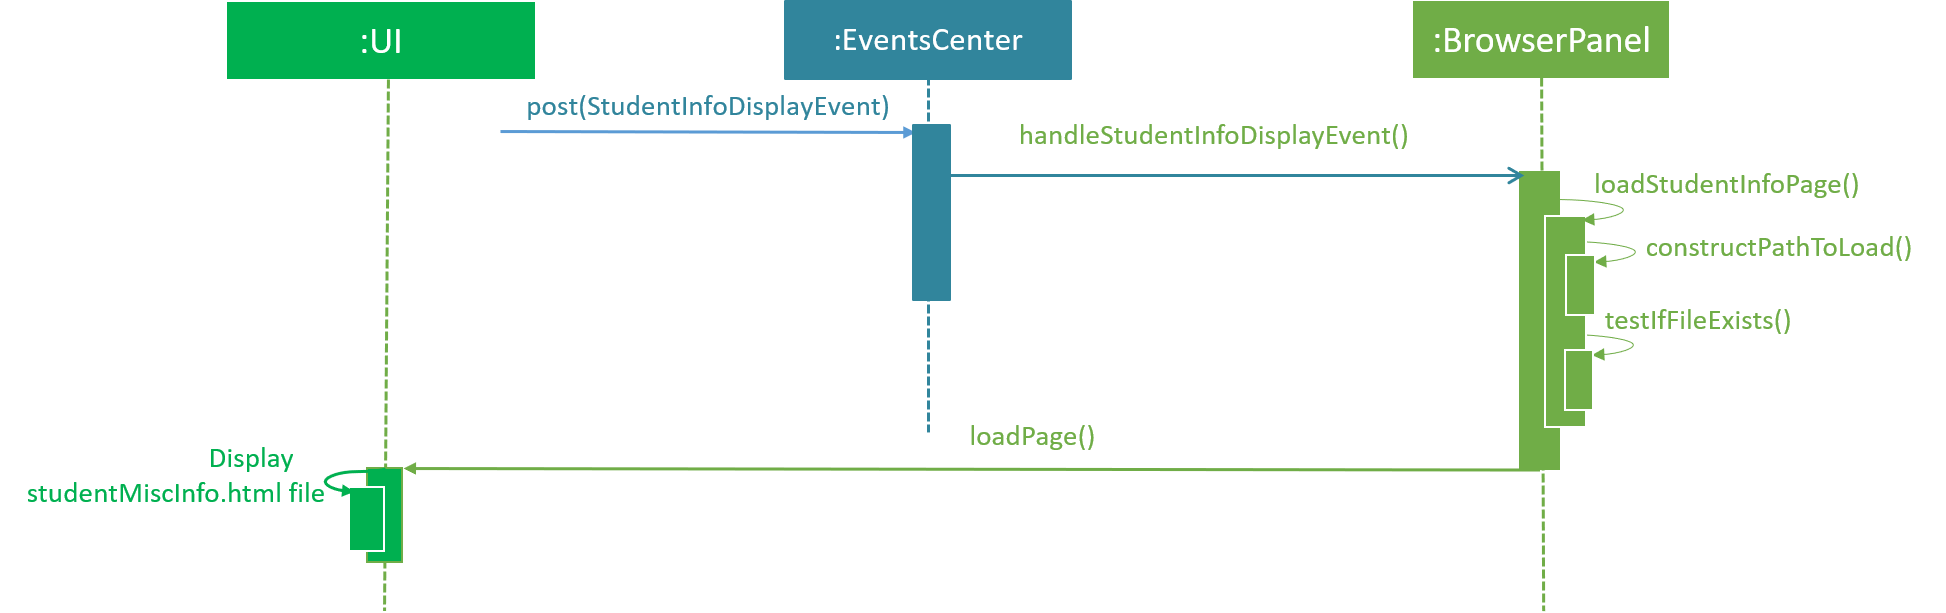 :UI
:EventsCenter
:BrowserPanel
post(StudentInfoDisplayEvent)
handleStudentInfoDisplayEvent()
loadStudentInfoPage()
constructPathToLoad()
testIfFileExists()
loadPage()
Display
studentMiscInfo.html file